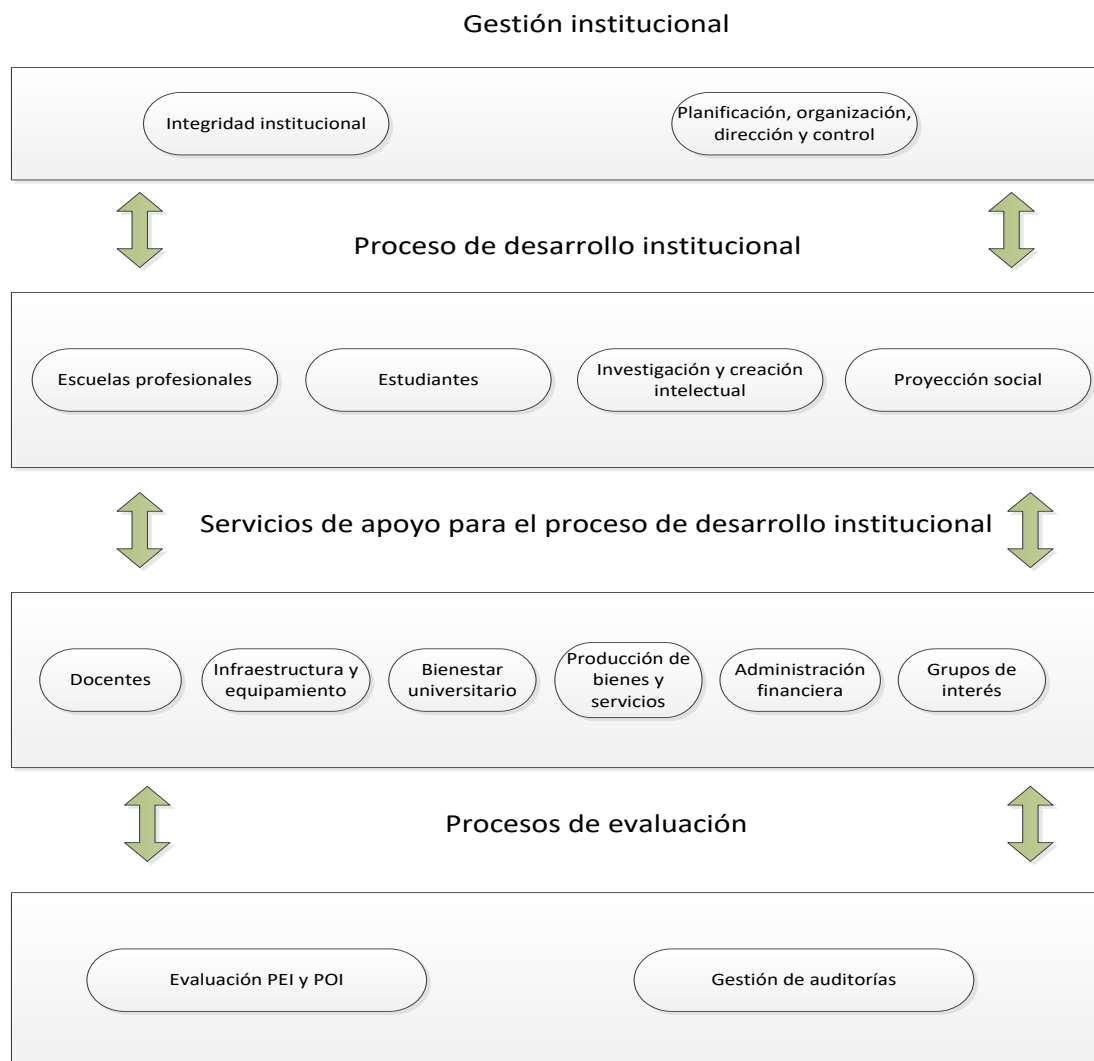 Gestión institucional
Integridad institucional
Planificación, organización,
dirección y control
Proceso de desarrollo institucional
Escuelas profesionales
Estudiantes
Investigación y creación
intelectual
Proyección social
Servicios de apoyo para el proceso de desarrollo institucional
Docentes
Infraestructura y
equipamiento
Bienestar
universitario
Producción de
bienes y
servicios
Administración
financiera
Grupos de
interés
Procesos de evaluación
Evaluación PEI y POI
Gestión de auditorías